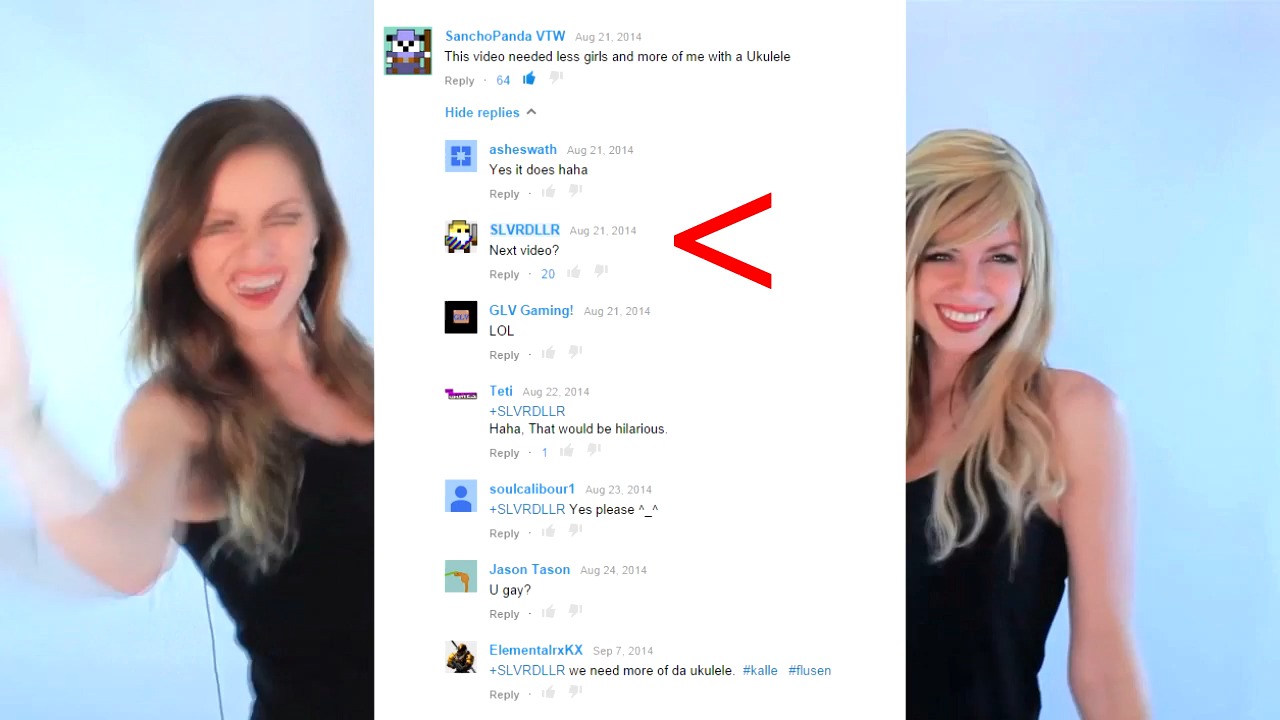 SanchoPanda VTW Aug 21, 2014
This video needed less girls and more of me with a Ukulele
Reply · 64
Hide replies
asheswath Aug 21, 2014
Yes it does haha
Reply ·
SLVRDLLR Aug 21, 2014
Next video?
Reply · 20
GLV Gaming! Aug 21, 2014
LOL
Reply ·
Teti Aug 22, 2014
+SLVRDLLR
Haha, That would be hilarious.
Reply · 1
soulcalibour1 Aug 23, 2014
+SLVRDLLR Yes please ^_^
Reply ·
Jason Tason Aug 24, 2014
U gay?
Reply ·
ElementalrxKX Sep 7, 2014
+SLVRDLLR we need more of da ukulele. #kalle #flusen
Reply ·